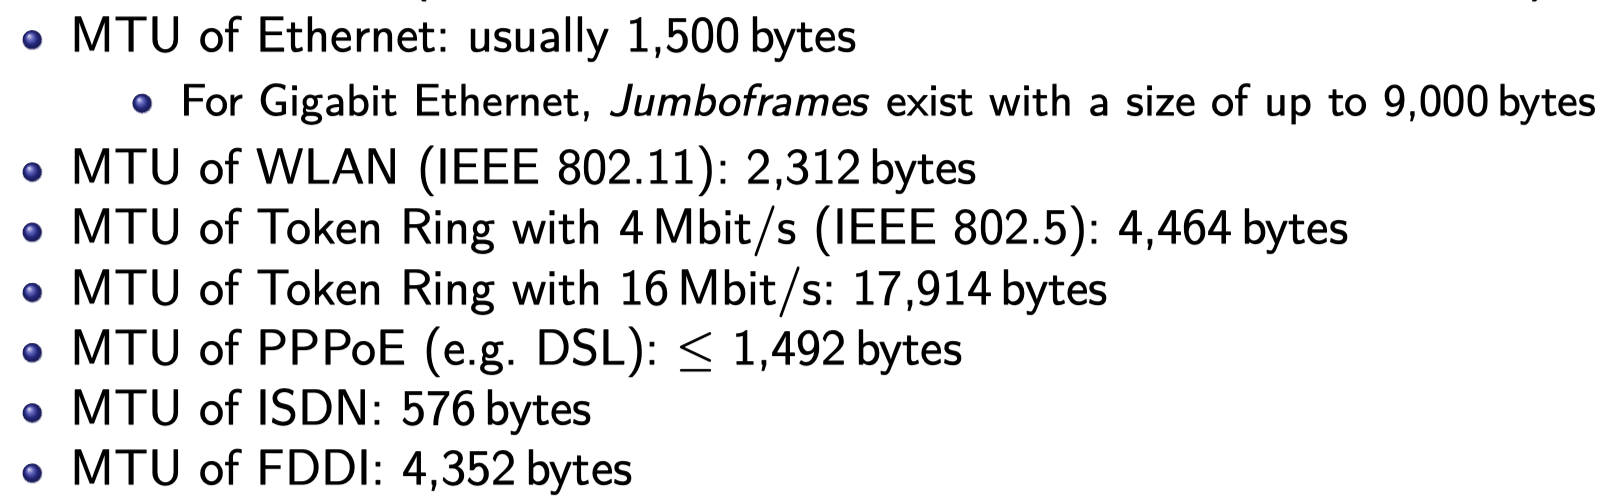 MTU of Ethernet: usually 1,500 bytes
For Gigabit Ethernet, Jumboframes exist with a size of up to 9,000 bytes
MTU of WLAN (IEEE 802.11): 2,312 bytes
MTU of Token Ring with 4 Mbit/s (IEEE 802.5): 4,464 bytes
MTU of Token Ring with 16 Mbit/s: 17,914 bytes
MTU of PPPoE (e.g. DSL): ≤ 1,492 bytes
MTU of ISDN: 576 bytes
MTU of FDDI: 4,352 bytes